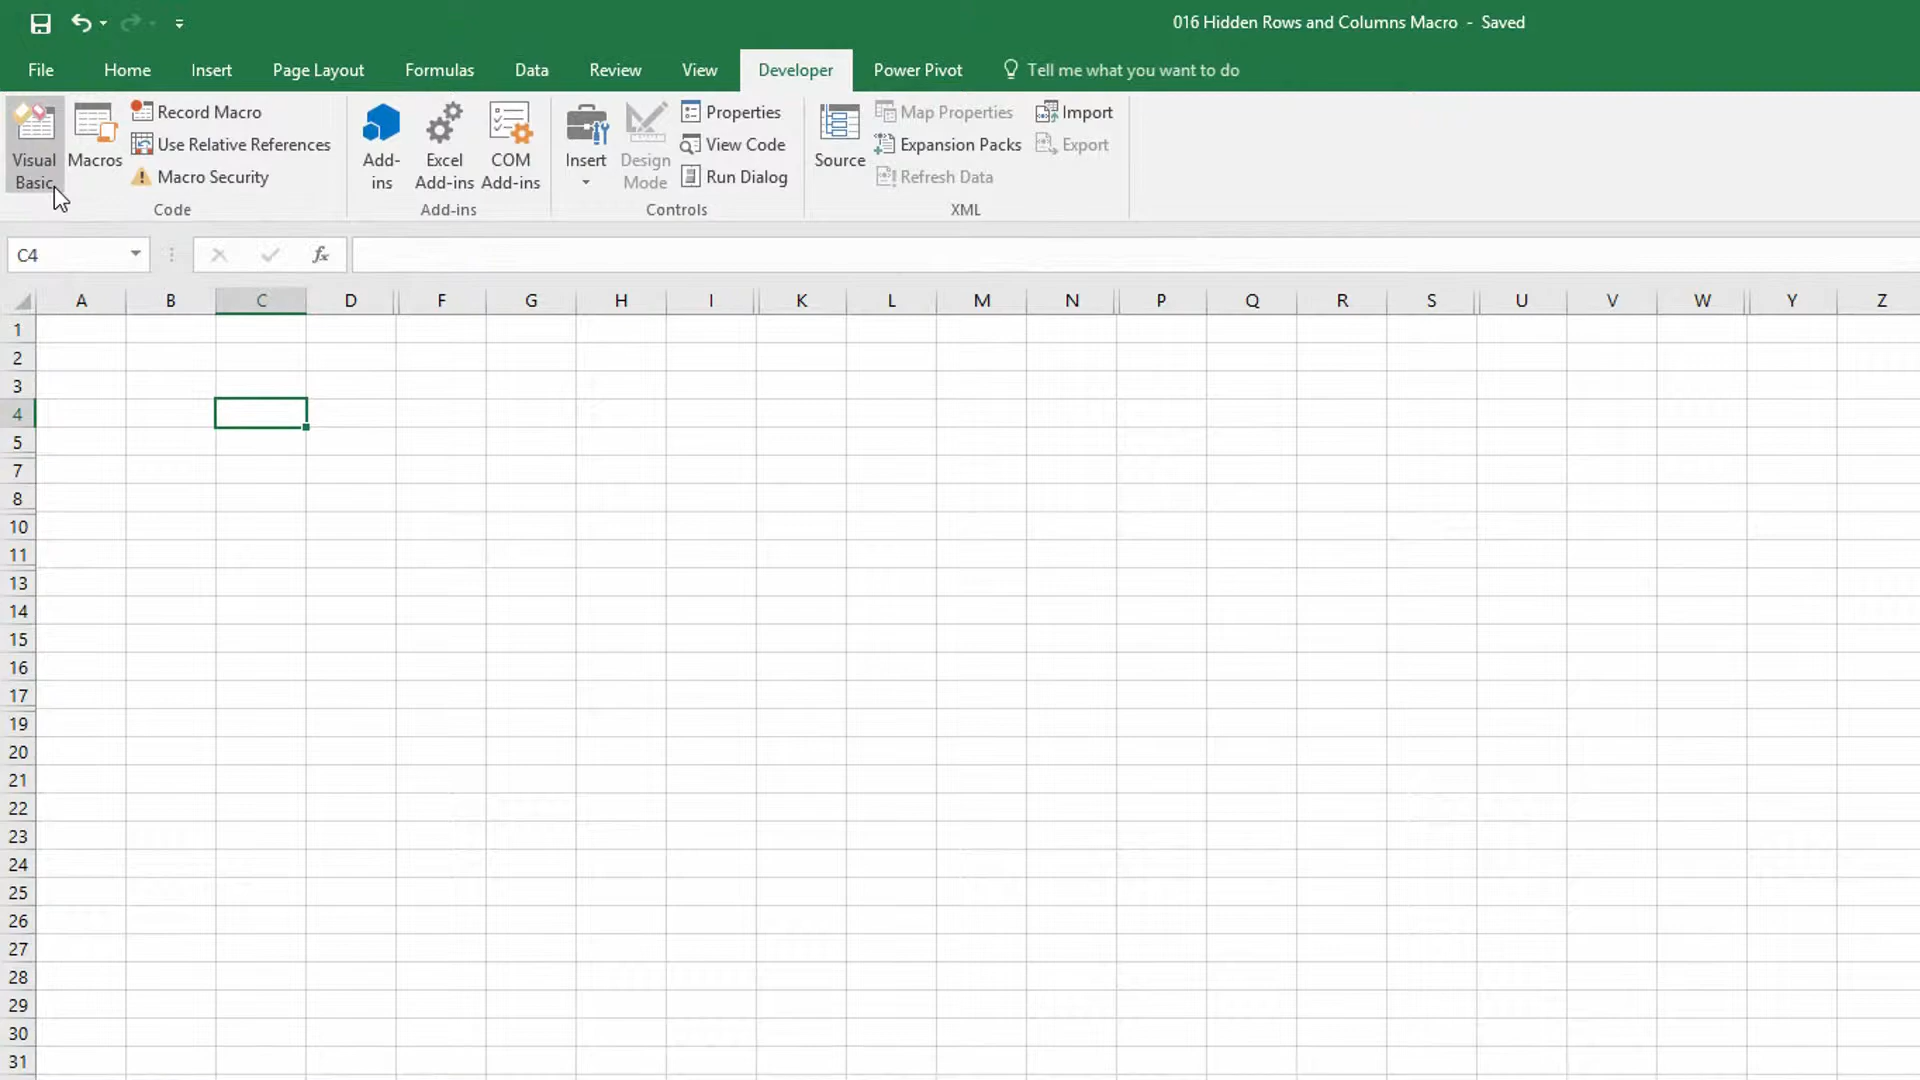 016 Hidden Rows and Columns Macro - Saved
File Home Insert Page Layout Formulas Data Review View Developer Power Pivot Tell me what you want to do
Visual Basic
Macros
Record Macro
Use Relative References
Macro Security
Code
Add-ins
Excel Add-ins
COM Add-ins
Add-ins
Insert
Design Mode
Properties
View Code
Run Dialog
Controls
Source
Map Properties
Expansion Packs
Refresh Data
Import
Export
XML
C4 fx
A B C D F G H I K L M N P Q R S U V W Y Z
1
2
3
4
5
7
8
10
11
13
14
15
16
17
19
20
21
22
23
24
25
26
27
28
29
30
31